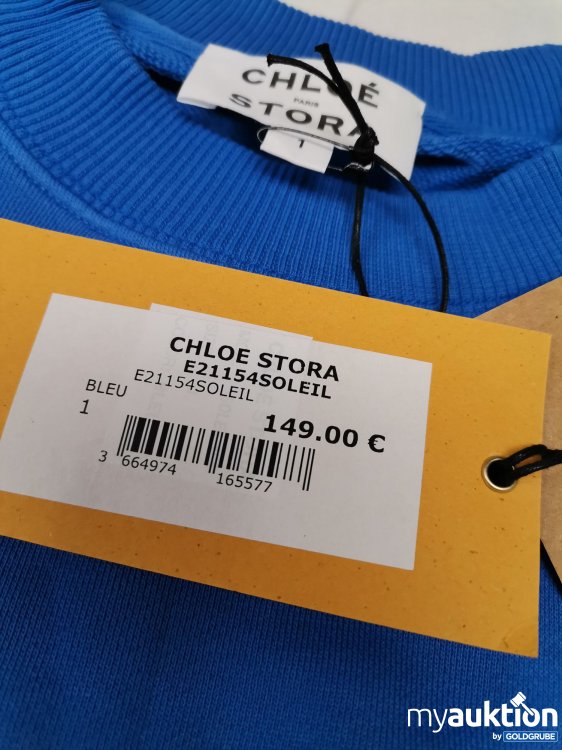 CHLOÉ
PARIS
STORA
1
CHLOE STORA
E21154SOLEIL
E21154SOLEIL
BLEU
1
149.00 €
3 664974 165577
myauktion
by GOLDGRUBE